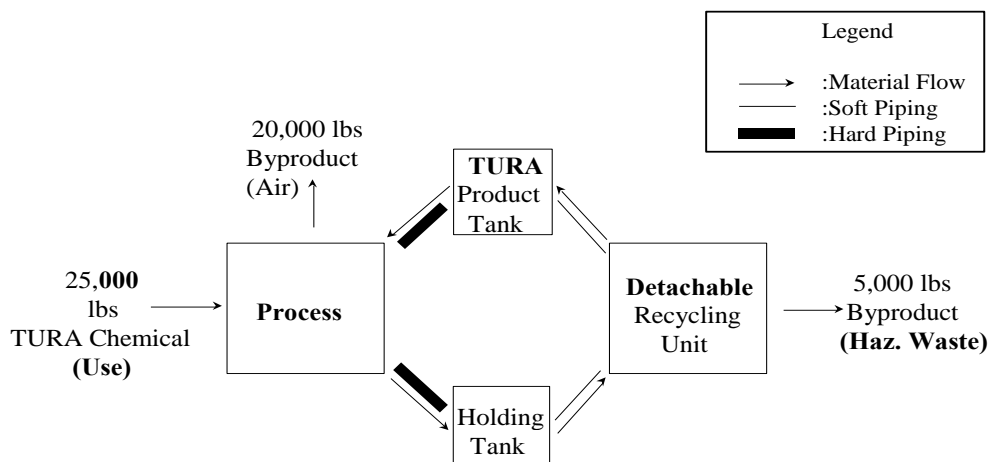 Legend
:Material Flow
:Soft Piping
:Hard Piping
20,000 lbs
Byproduct
(Air)
TURA
Product
Tank
25,000
lbs
TURA Chemical
(Use)
Process
Detachable
Recycling
Unit
5,000 lbs
Byproduct
(Haz. Waste)
Holding
Tank